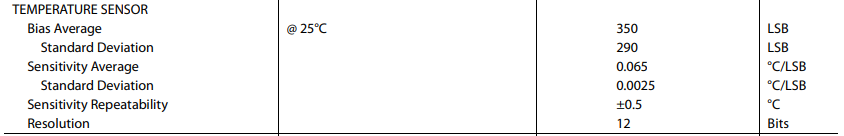 TEMPERATURE SENSOR
Bias Average @ 25°C 350 LSB
Standard Deviation 290 LSB
Sensitivity Average 0.065 °C/LSB
Standard Deviation 0.0025 °C/LSB
Sensitivity Repeatability ±0.5 °C
Resolution 12 Bits